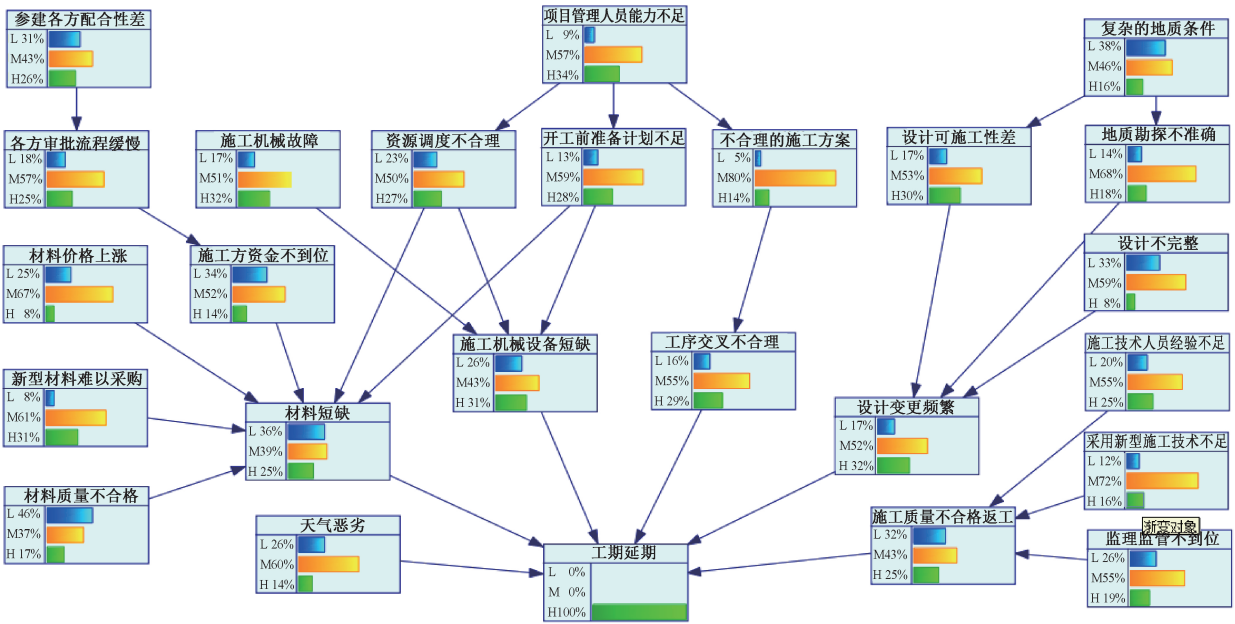 参建各方配合性差
L 31%
M43%
H26%
项目管理人员能力不足
L 9%
M57%
H34%
复杂的地质条件
L 38%
M46%
H16%
各方审批流程缓慢
L 18%
M57%
H25%
施工机械故障
L 17%
M51%
H32%
资源调度不合理
L 23%
M50%
H27%
开工前准备计划不足
L 13%
M59%
H28%
不合理的施工方案
L 5%
M80%
H14%
设计可施工性差
L 17%
M53%
H30%
地质勘探不准确
L 14%
M68%
H18%
材料价格上涨
L 25%
M67%
H 8%
施工方资金不到位
L 34%
M52%
H 14%
设计不完整
L 33%
M59%
H 8%
施工机械设备短缺
L 26%
M43%
H 31%
工序交叉不合理
L 16%
M55%
H 29%
施工技术人员经验不足
L 20%
M55%
H 25%
新型材料难以采购
L 8%
M61%
H31%
材料短缺
L 36%
M39%
H 25%
设计变更频繁
L 17%
M52%
H 32%
采用新型施工技术不足
L 12%
M72%
H 16%
材料质量不合格
L 46%
M37%
H 17%
天气恶劣
L 26%
M60%
H 14%
工期延期
L 0%
M 0%
H100%
施工质量不合格返工
L 32%
M43%
H 25%
渐变对象
监理监管不到位
L 26%
M55%
H 19%